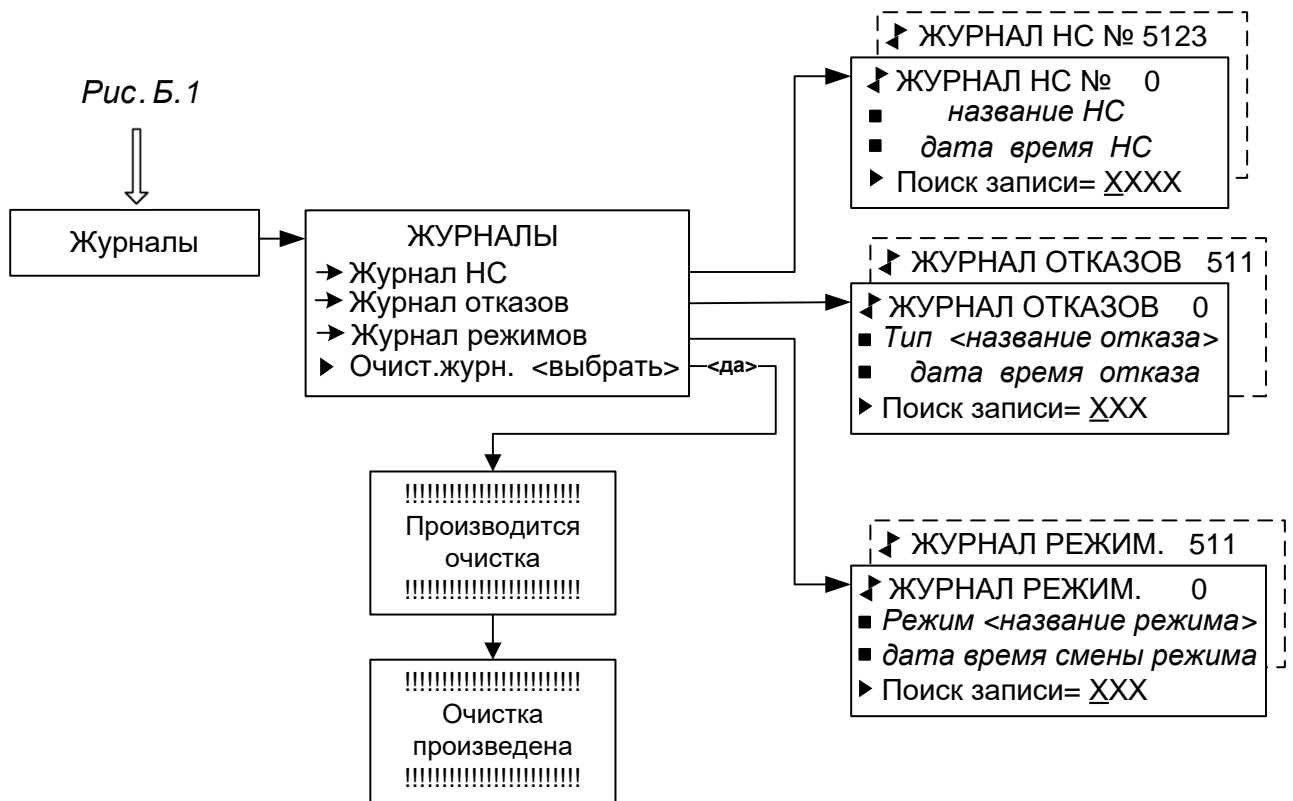 Рис. Б.1
Журналы
ЖУРНАЛЫ
Журнал НС
Журнал отказов
Журнал режимов
Очист.журн. <выбрать>
<да>
!!!!!!!!!!!!!!!!!!!!!!!!
Производится
очистка
!!!!!!!!!!!!!!!!!!!!!!!!
!!!!!!!!!!!!!!!!!!!!!!!!
Очистка
произведена
!!!!!!!!!!!!!!!!!!!!!!!!
ЖУРНАЛ НС № 5123
ЖУРНАЛ НС № 0
название НС
дата время НС
Поиск записи= XXXX
ЖУРНАЛ ОТКАЗОВ 511
ЖУРНАЛ ОТКАЗОВ 0
Тип <название отказа>
дата время отказа
Поиск записи= XXX
ЖУРНАЛ РЕЖИМ. 511
ЖУРНАЛ РЕЖИМ. 0
Режим <название режима>
дата время смены режима
Поиск записи= XXX